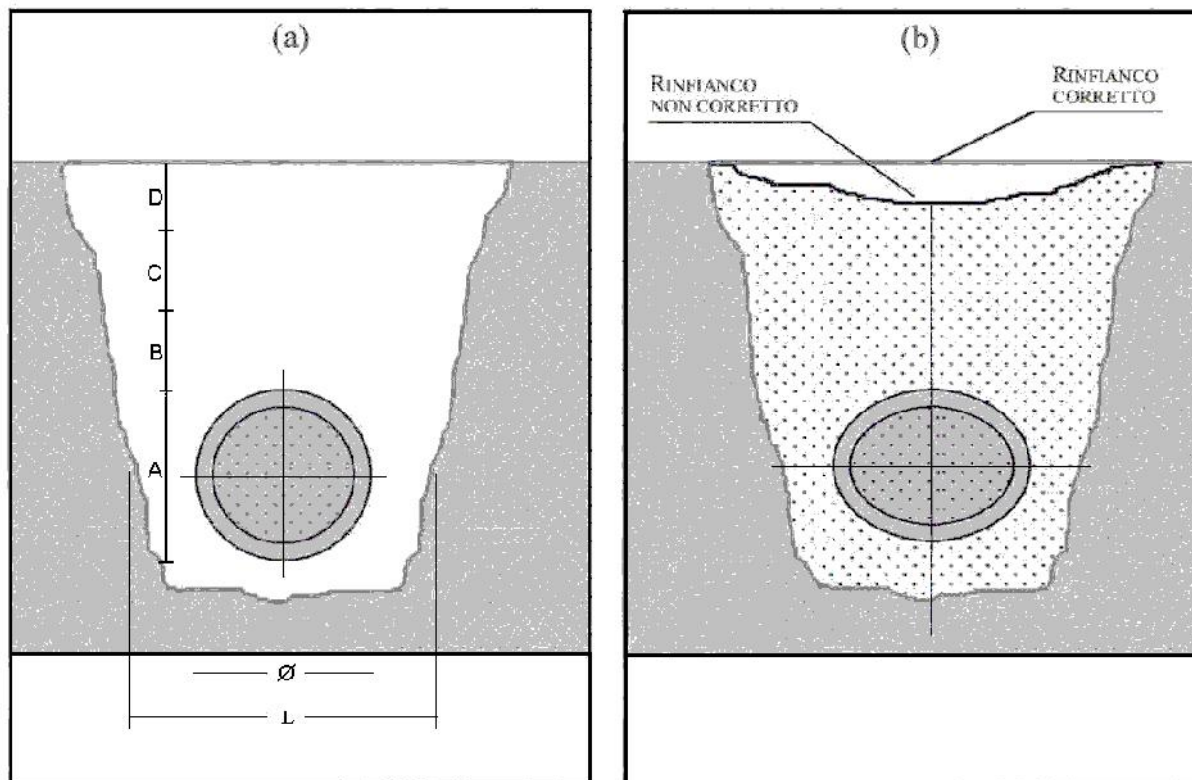 (a)
D
C
B
A
Ø
L
(b)
RINFIANCO
NON CORRETTO
RINFIANCO
CORRETTO